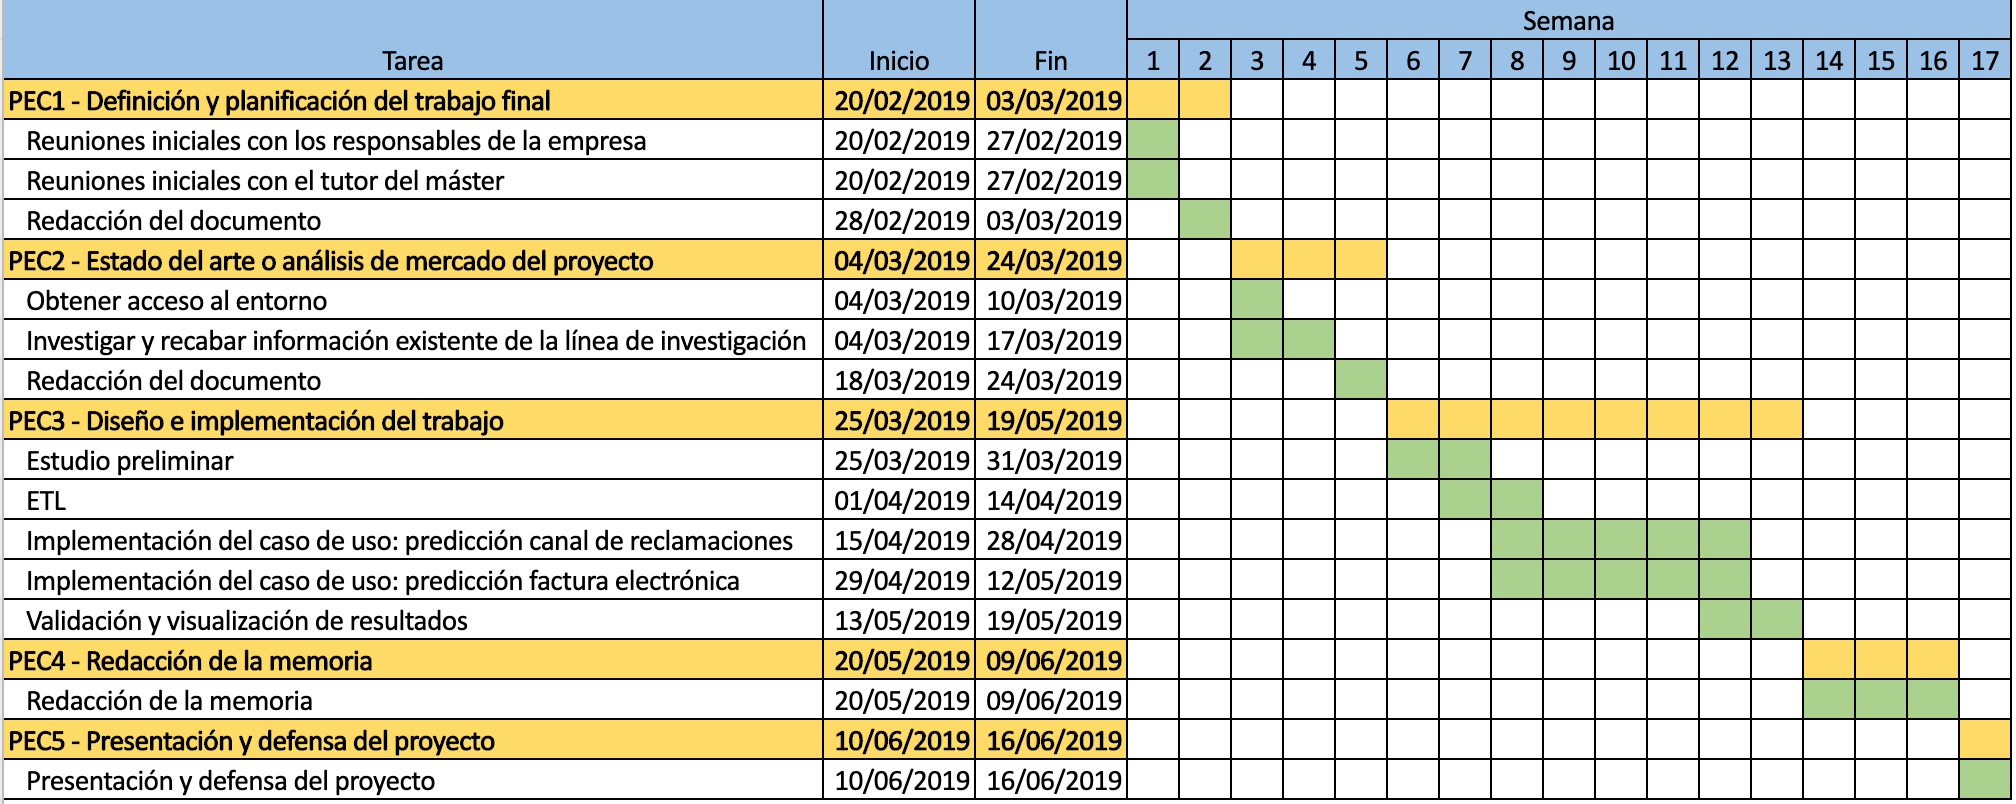 Semana
Tarea Inicio Fin 1 2 3 4 5 6 7 8 9 10 11 12 13 14 15 16 17
PEC1 - Definición y planificación del trabajo final 20/02/2019 03/03/2019
Reuniones iniciales con los responsables de la empresa 20/02/2019 27/02/2019
Reuniones iniciales con el tutor del máster 20/02/2019 27/02/2019
Redacción del documento 28/02/2019 03/03/2019
PEC2 - Estado del arte o análisis de mercado del proyecto 04/03/2019 24/03/2019
Obtener acceso al entorno 04/03/2019 10/03/2019
Investigar y recabar información existente de la línea de investigación 04/03/2019 17/03/2019
Redacción del documento 18/03/2019 24/03/2019
PEC3 - Diseño e implementación del trabajo 25/03/2019 19/05/2019
Estudio preliminar 25/03/2019 31/03/2019
ETL 01/04/2019 14/04/2019
Implementación del caso de uso: predicción canal de reclamaciones 15/04/2019 28/04/2019
Implementación del caso de uso: predicción factura electrónica 29/04/2019 12/05/2019
Validación y visualización de resultados 13/05/2019 19/05/2019
PEC4 - Redacción de la memoria 20/05/2019 09/06/2019
Redacción de la memoria 20/05/2019 09/06/2019
PEC5 - Presentación y defensa del proyecto 10/06/2019 16/06/2019
Presentación y defensa del proyecto 10/06/2019 16/06/2019